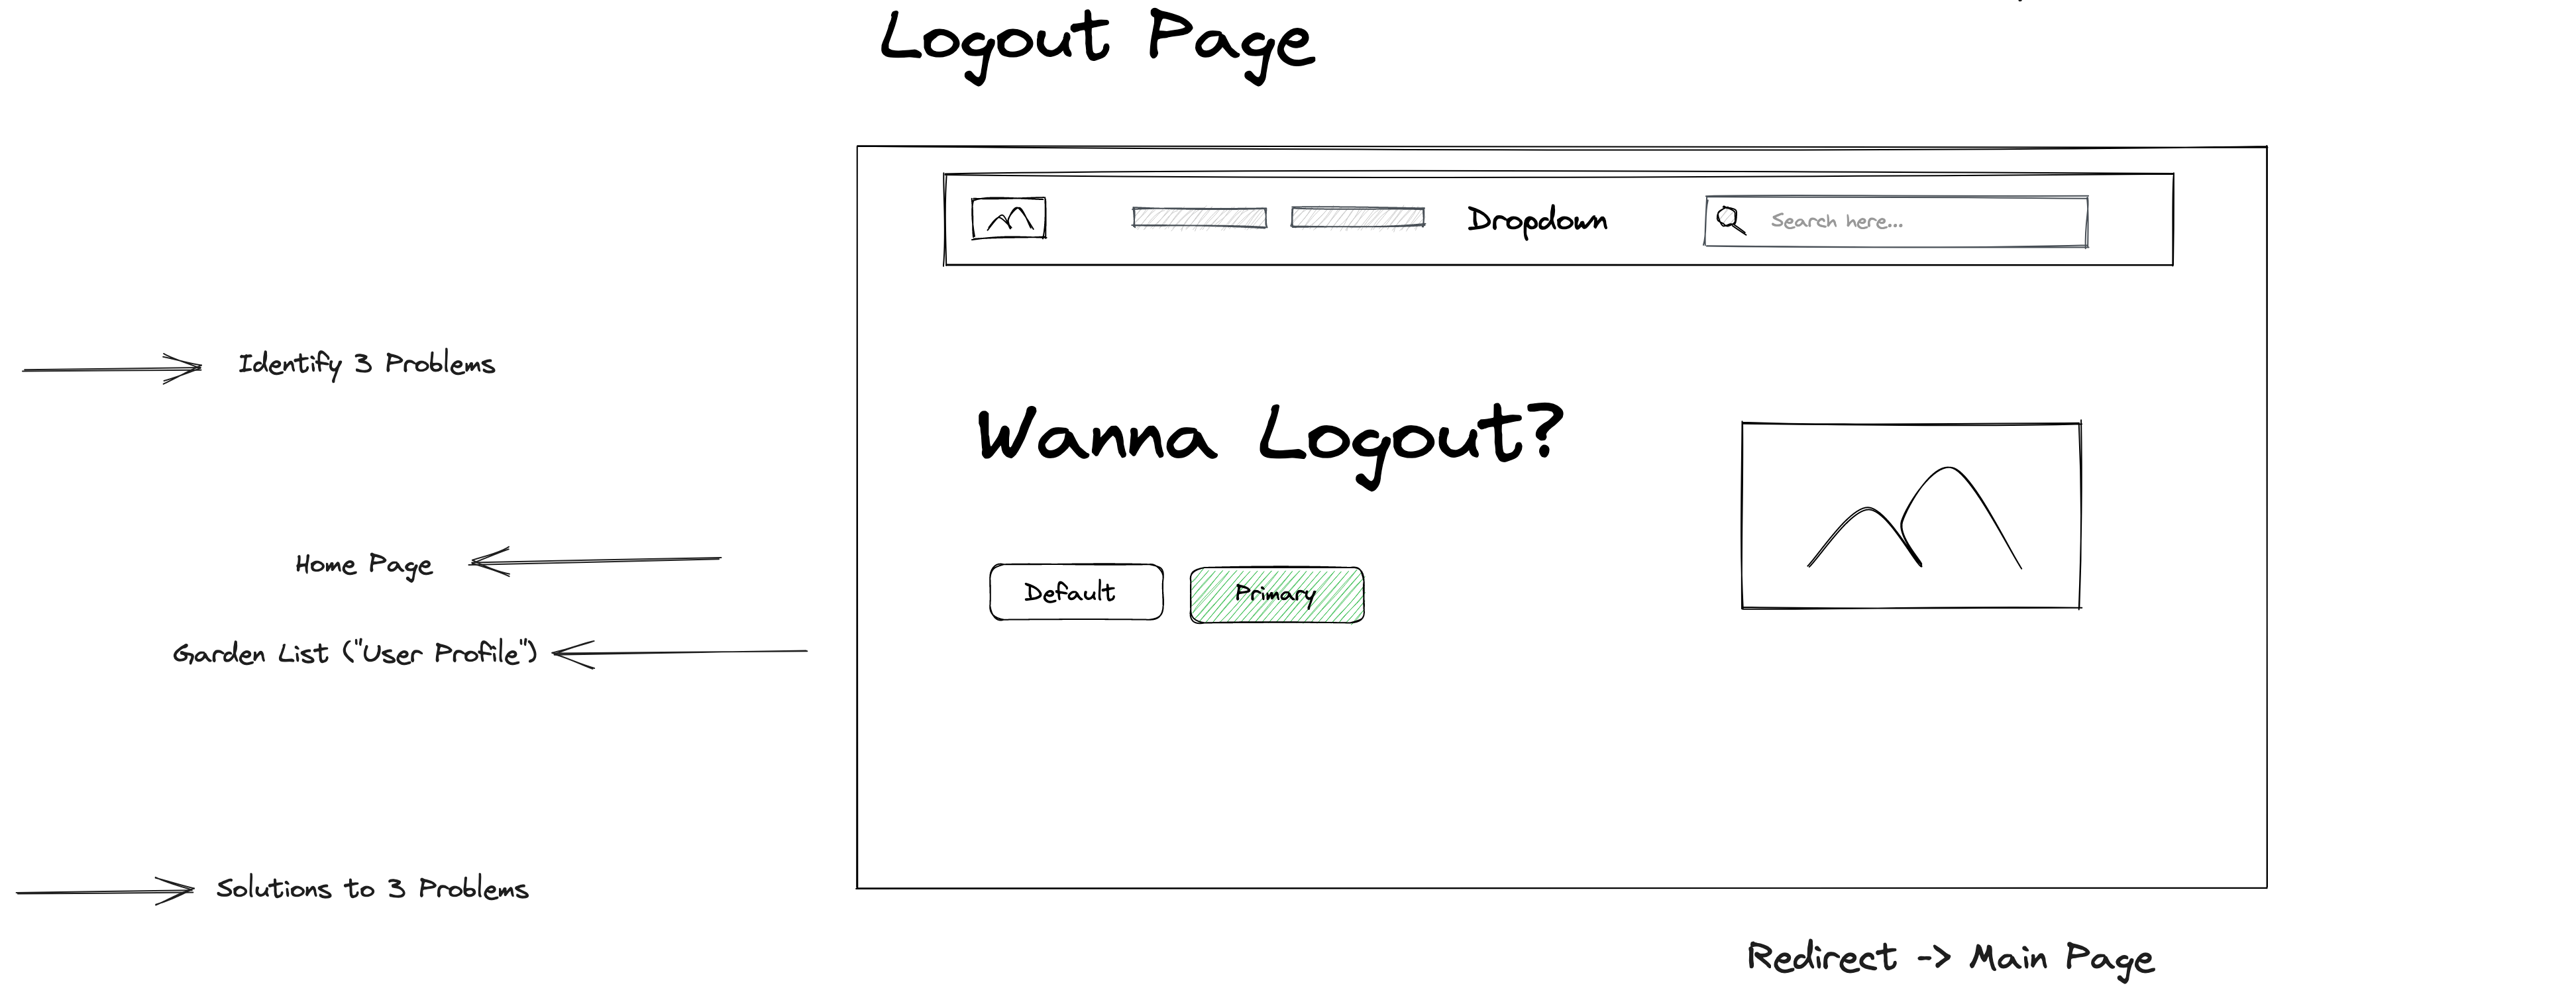 Logout Page
Dropdown
Search here...
Identify 3 Problems
Wanna Logout?
Home Page
Default
Primary
Garden List ("User Profile")
Solutions to 3 Problems
Redirect -> Main Page